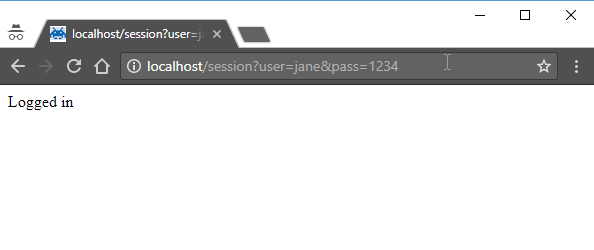 localhost/session?user=j
localhost/session?user=jane&pass=1234
Logged in